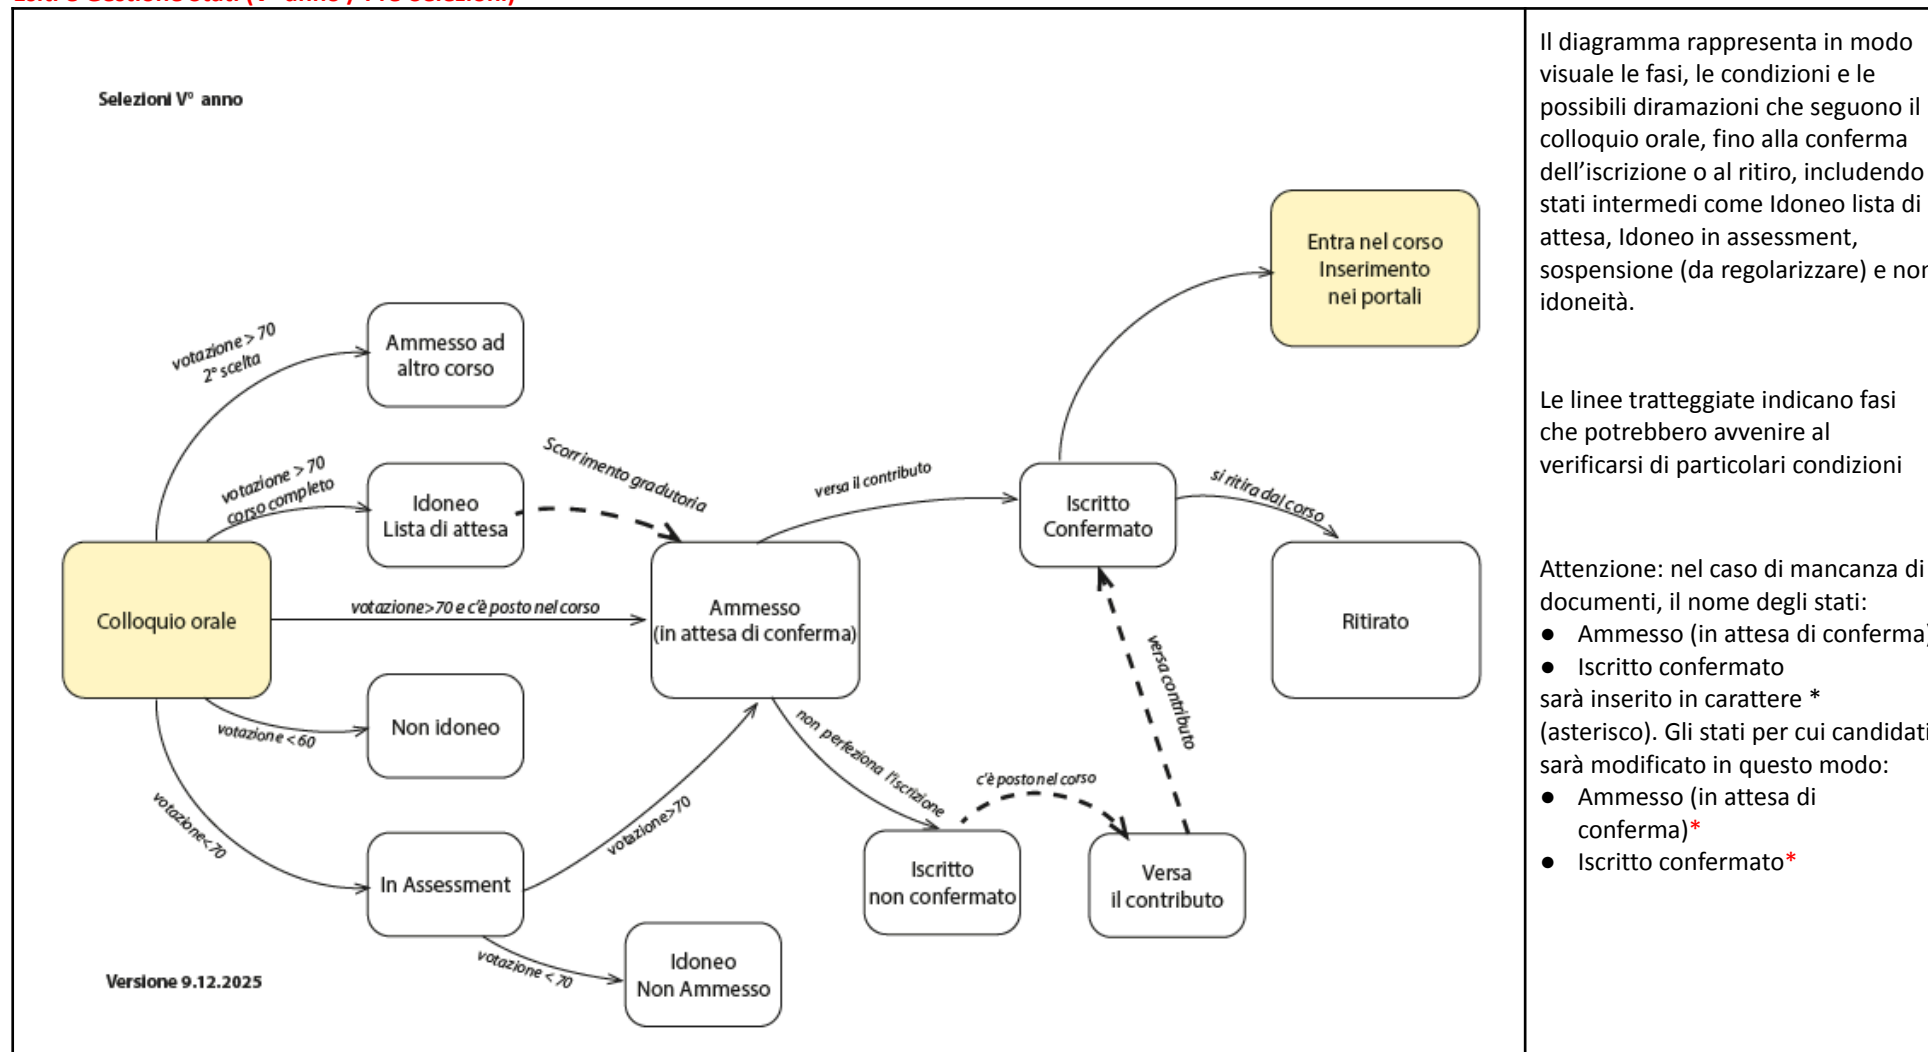 Selezioni V° anno
votazione > 70
2° scelta
Ammesso ad
altro corso
votazione > 70
corso completo
Idoneo
Lista di attesa
Scorrimento gradutoria
Colloquio orale
votazione>70 e c'è posto nel corso
Ammesso
(in attesa di conferma)
votazione <60
Non idoneo
votazione<70
In Assessment
votazione>70
votazione < 70
Idoneo
Non Ammesso
versa il contributo
Iscritto
Confermato
Entra nel corso
Inserimento
nei portali
si ritira dal corso
Ritirato
non perfeziona l'iscrizione
Iscritto
non confermato
c'è posto nel corso
Versa
il contributo
versa contributo
Versione 9.12.2025
Il diagramma rappresenta in modo
visuale le fasi, le condizioni e le
possibili diramazioni che seguono il
colloquio orale, fino alla conferma
dell'iscrizione o al ritiro, includendo
stati intermedi come Idoneo lista di
attesa, Idoneo in assessment,
sospensione (da regolarizzare) e non
idoneità.
Le linee tratteggiate indicano fasi
che potrebbero avvenire al
verificarsi di particolari condizioni
Attenzione: nel caso di mancanza di
documenti, il nome degli stati:
● Ammesso (in attesa di conferma)
● Iscritto confermato
sarà inserito in carattere *
(asterisco). Gli stati per cui candidati
sarà modificato in questo modo:
● Ammesso (in attesa di
conferma)*
● Iscritto confermato*